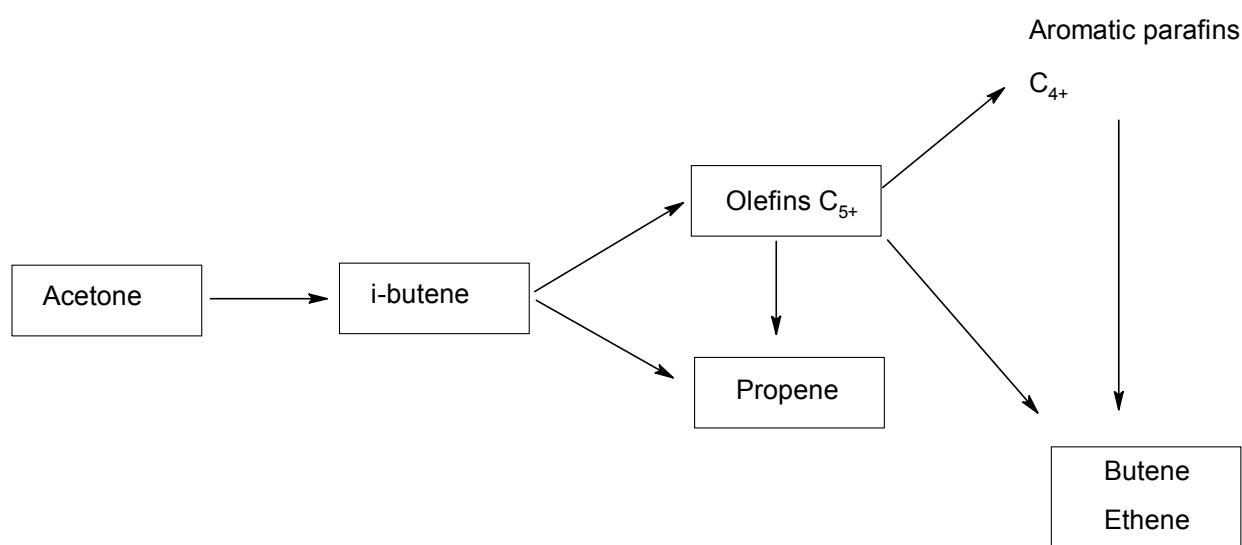 Aromatic parafins
C₄₊
Olefins C₅₊
Acetone
i-butene
Propene
Butene
Ethene